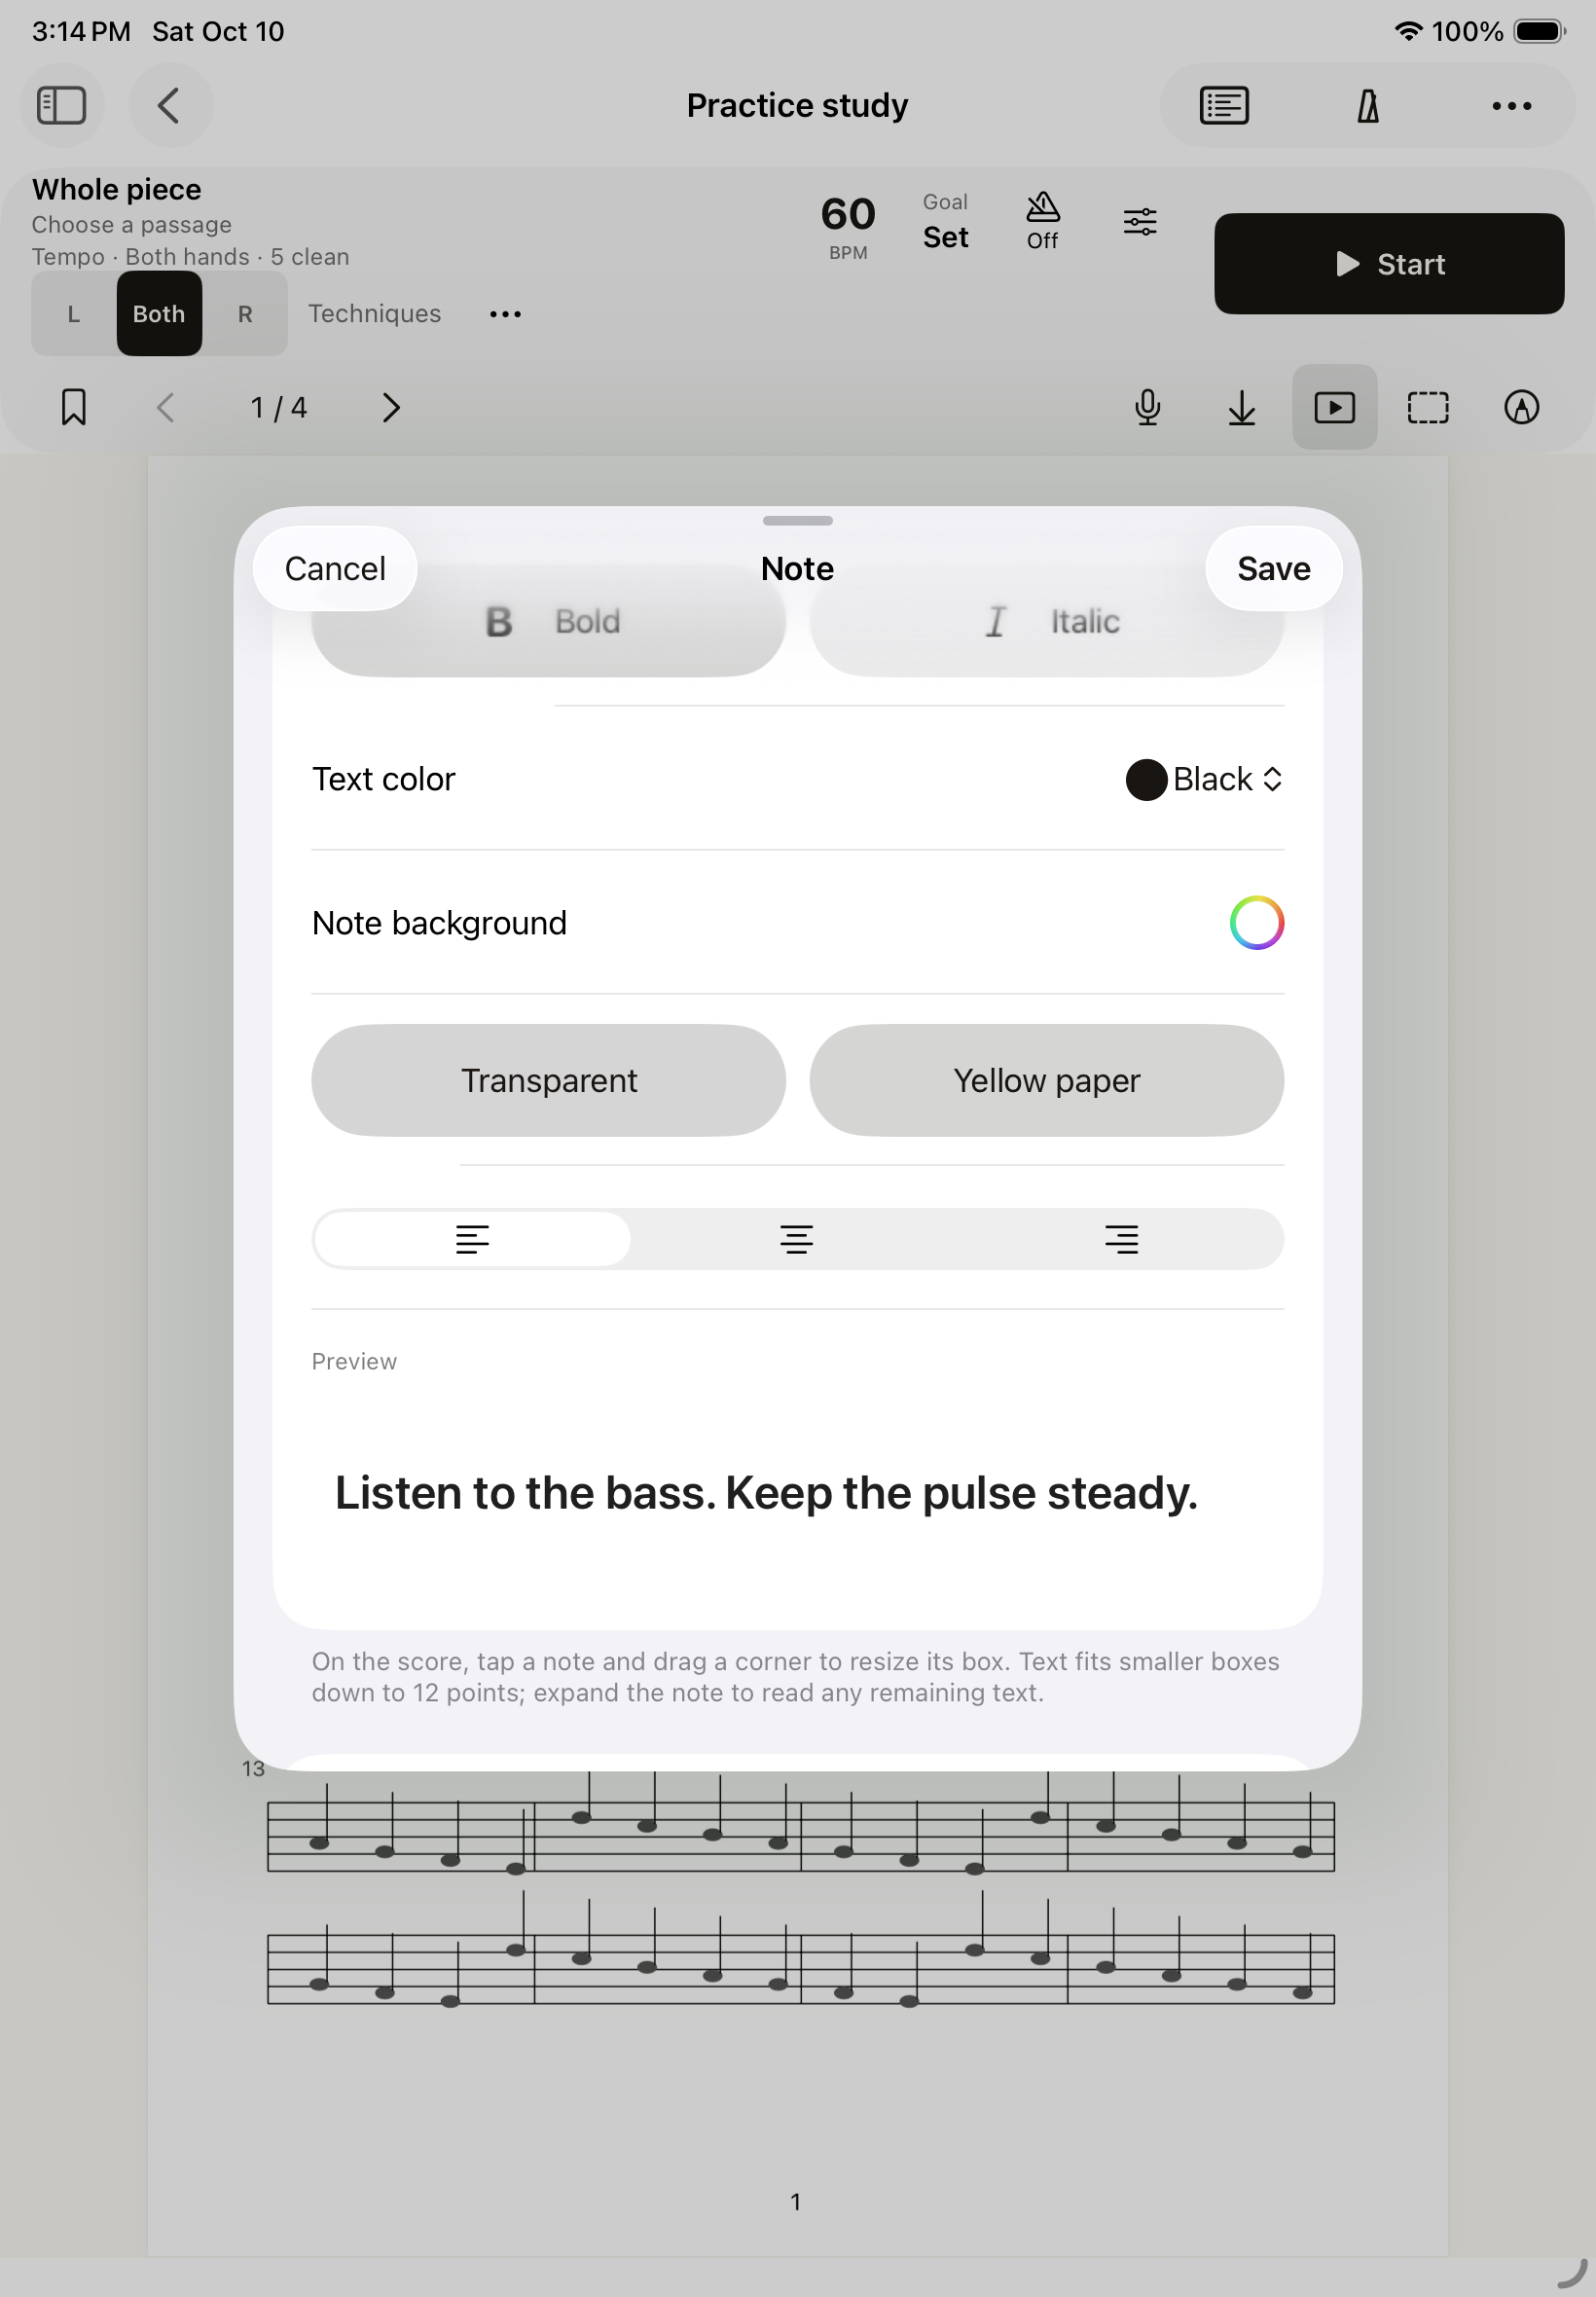 3:14 PM Sat Oct 10
100%
Practice study
Whole piece
Choose a passage
Tempo · Both hands · 5 clean
60
BPM
Goal
Set
Off
Start
L
Both
R
Techniques
1 / 4
Cancel
Note
Save
B Bold
I Italic
Text color
Black
Note background
Transparent
Yellow paper
Preview
Listen to the bass. Keep the pulse steady.
On the score, tap a note and drag a corner to resize its box. Text fits smaller boxes
down to 12 points; expand the note to read any remaining text.
13
1